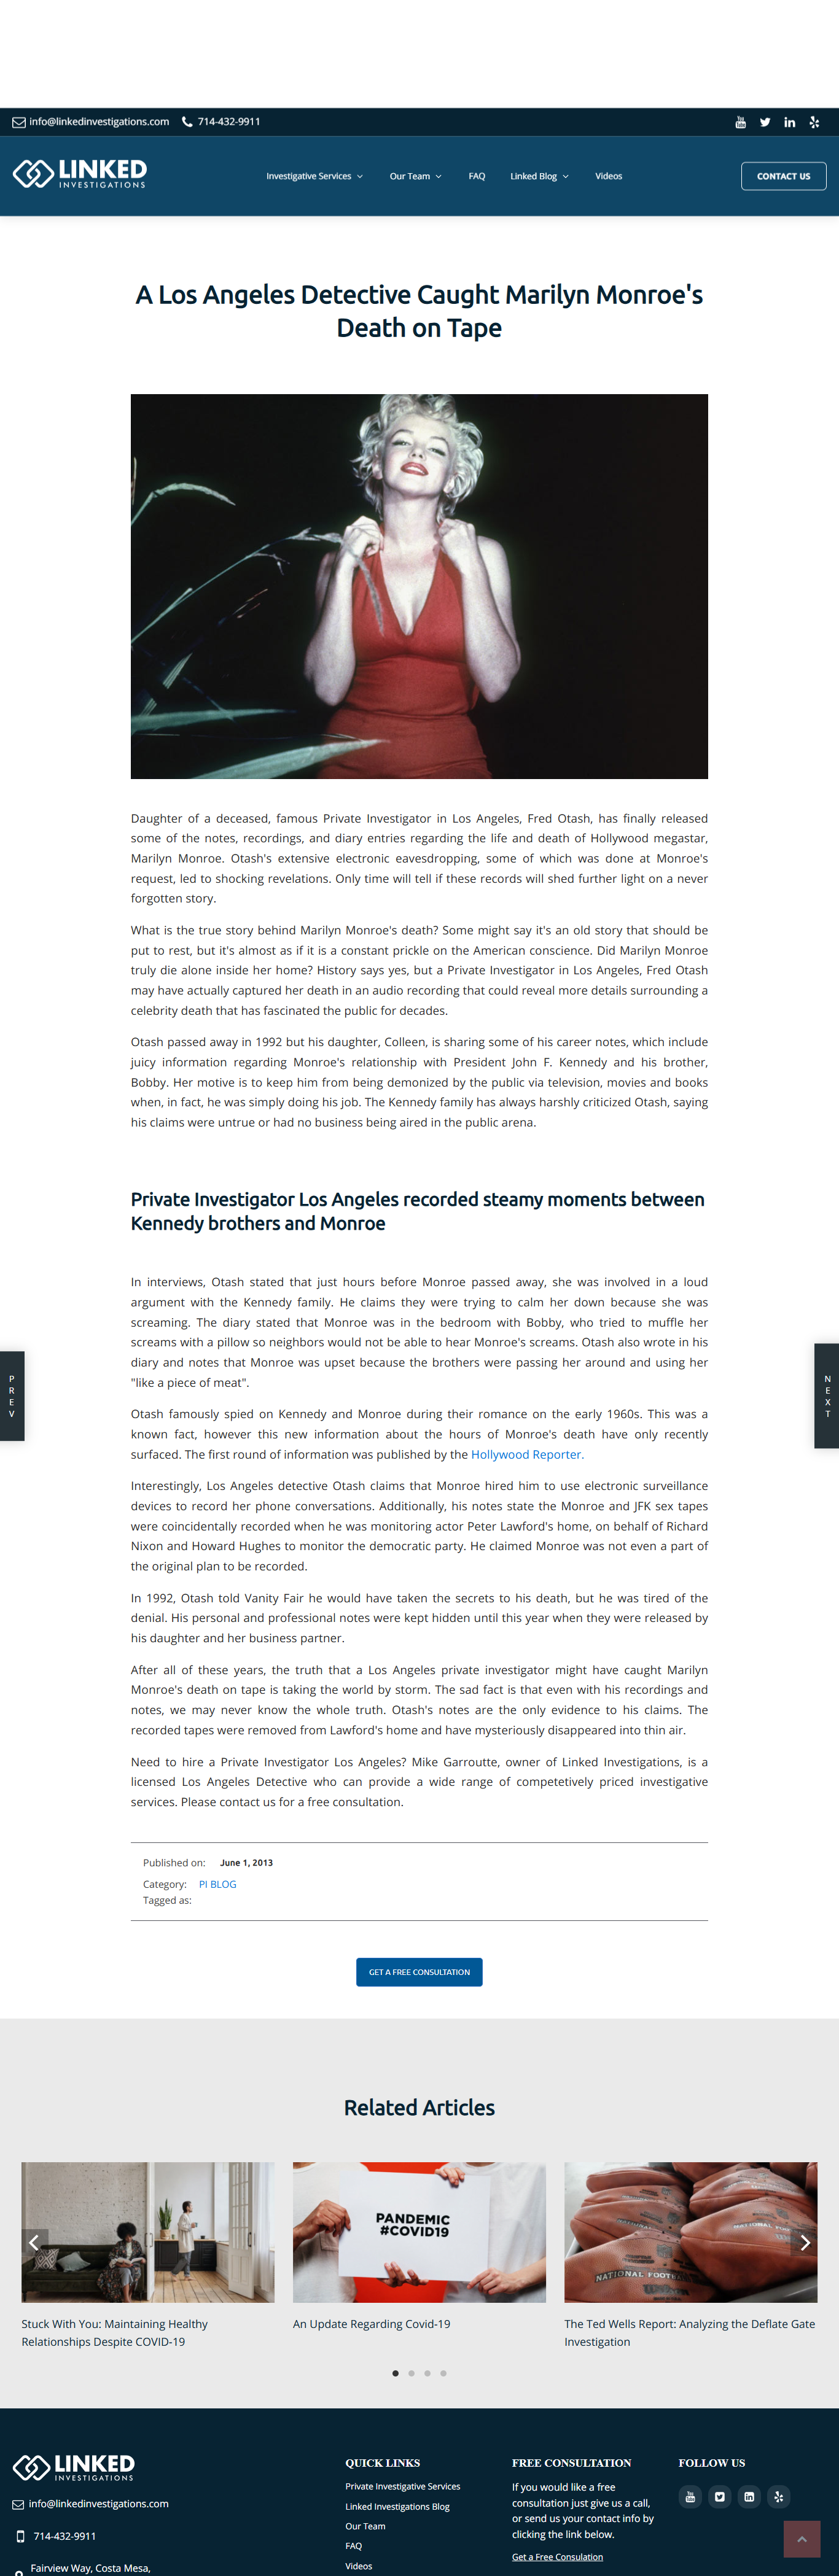 info@linkedinvestigations.com 714-432-9911
LINKED
INVESTIGATIONS
Investigative Services Our Team FAQ Linked Blog Videos
CONTACT US
A Los Angeles Detective Caught Marilyn Monroe's
Death on Tape
Daughter of a deceased, famous Private Investigator in Los Angeles, Fred Otash, has finally released
some of the notes, recordings, and diary entries regarding the life and death of Hollywood megastar,
Marilyn Monroe. Otash's extensive electronic eavesdropping, some of which was done at Monroe's
request, led to shocking revelations. Only time will tell if these records will shed further light on a never
forgotten story.
What is the true story behind Marilyn Monroe's death? Some might say it's an old story that should be
put to rest, but it's almost as if it is a constant prickle on the American conscience. Did Marilyn Monroe
truly die alone inside her home? History says yes, but a Private Investigator in Los Angeles, Fred Otash
may have actually captured her death in an audio recording that could reveal more details surrounding a
celebrity death that has fascinated the public for decades.
Otash passed away in 1992 but his daughter, Colleen, is sharing some of his career notes, which include
juicy information regarding Monroe's relationship with President John F. Kennedy and his brother,
Bobby. Her motive is to keep him from being demonized by the public via television, movies and books
when, in fact, he was simply doing his job. The Kennedy family has always harshly criticized Otash, saying
his claims were untrue or had no business being aired in the public arena.
Private Investigator Los Angeles recorded steamy moments between
Kennedy brothers and Monroe
In interviews, Otash stated that just hours before Monroe passed away, she was involved in a loud
argument with the Kennedy family. He claims they were trying to calm her down because she was
screaming. The diary stated that Monroe was in the bedroom with Bobby, who tried to muffle her
screams with a pillow so neighbors would not be able to hear Monroe's screams. Otash also wrote in his
diary and notes that Monroe was upset because the brothers were passing her around and using her
"like a piece of meat".
PREV
NEXT
Otash famously spied on Kennedy and Monroe during their romance on the early 1960s. This was a
known fact, however this new information about the hours of Monroe's death have only recently
surfaced. The first round of information was published by the Hollywood Reporter.
Interestingly, Los Angeles detective Otash claims that Monroe hired him to use electronic surveillance
devices to record her phone conversations. Additionally, his notes state the Monroe and JFK sex tapes
were coincidentally recorded when he was monitoring actor Peter Lawford's home, on behalf of Richard
Nixon and Howard Hughes to monitor the democratic party. He claimed Monroe was not even a part of
the original plan to be recorded.
In 1992, Otash told Vanity Fair he would have taken the secrets to his death, but he was tired of the
denial. His personal and professional notes were kept hidden until this year when they were released by
his daughter and her business partner.
After all of these years, the truth that a Los Angeles private investigator might have caught Marilyn
Monroe's death on tape is taking the world by storm. The sad fact is that even with his recordings and
notes, we may never know the whole truth. Otash's notes are the only evidence to his claims. The
recorded tapes were removed from Lawford's home and have mysteriously disappeared into thin air.
Need to hire a Private Investigator Los Angeles? Mike Garroutte, owner of Linked Investigations, is a
licensed Los Angeles Detective who can provide a wide range of competetively priced investigative
services. Please contact us for a free consultation.
Published on: June 1, 2013
Category: PI BLOG
Tagged as:
GET A FREE CONSULTATION
Related Articles
PANDEMIC
#COVID19
NATIONAL FOOT
Stuck With You: Maintaining Healthy
Relationships Despite COVID-19
An Update Regarding Covid-19
The Ted Wells Report: Analyzing the Deflate Gate
Investigation
LINKED
INVESTIGATIONS
info@linkedinvestigations.com
714-432-9911
Fairview Way, Costa Mesa,
QUICK LINKS
Private Investigative Services
Linked Investigations Blog
Our Team
FAQ
Videos
FREE CONSULTATION
If you would like a free
consultation just give us a call,
or send us your contact info by
clicking the link below.
Get a Free Consulation
FOLLOW US